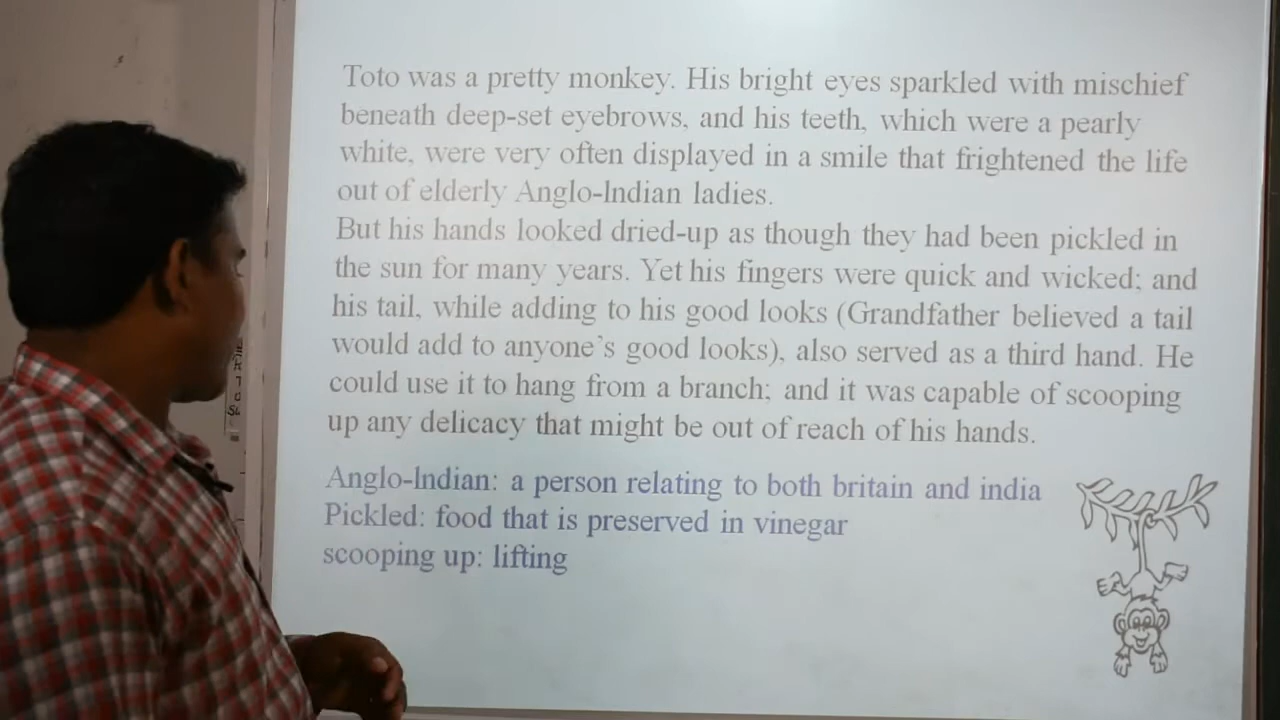 Toto was a pretty monkey. His bright eyes sparkled with mischief
beneath deep-set eyebrows, and his teeth, which were a pearly
white, were very often displayed in a smile that frightened the life
out of elderly Anglo-Indian ladies.
But his hands looked dried-up as though they had been pickled in
the sun for many years. Yet his fingers were quick and wicked; and
his tail, while adding to his good looks (Grandfather believed a tail
would add to anyone's good looks), also served as a third hand. He
could use it to hang from a branch; and it was capable of scooping
up any delicacy that might be out of reach of his hands.
Anglo-Indian: a person relating to both britain and india
Pickled: food that is preserved in vinegar
scooping up: lifting